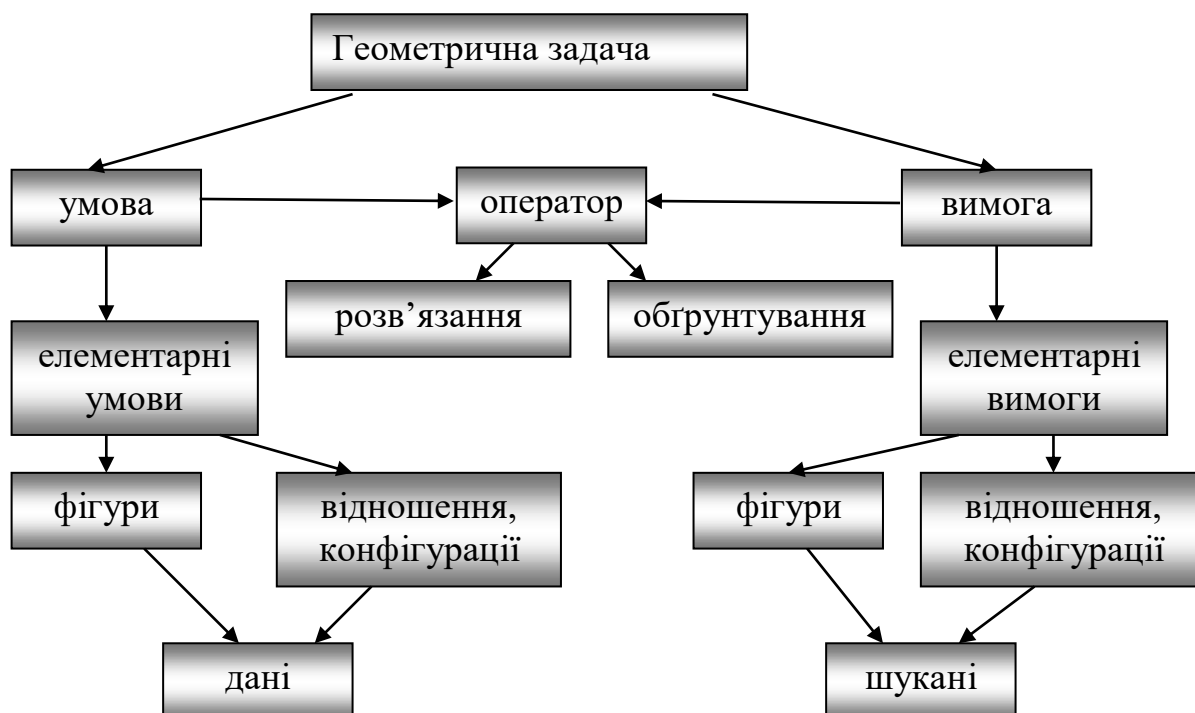 Геометрична задача
умова
оператор
вимога
розв’язання
обґрунтування
елементарні
умови
елементарні
вимоги
фігури
відношення,
конфігурації
фігури
відношення,
конфігурації
дані
шукані